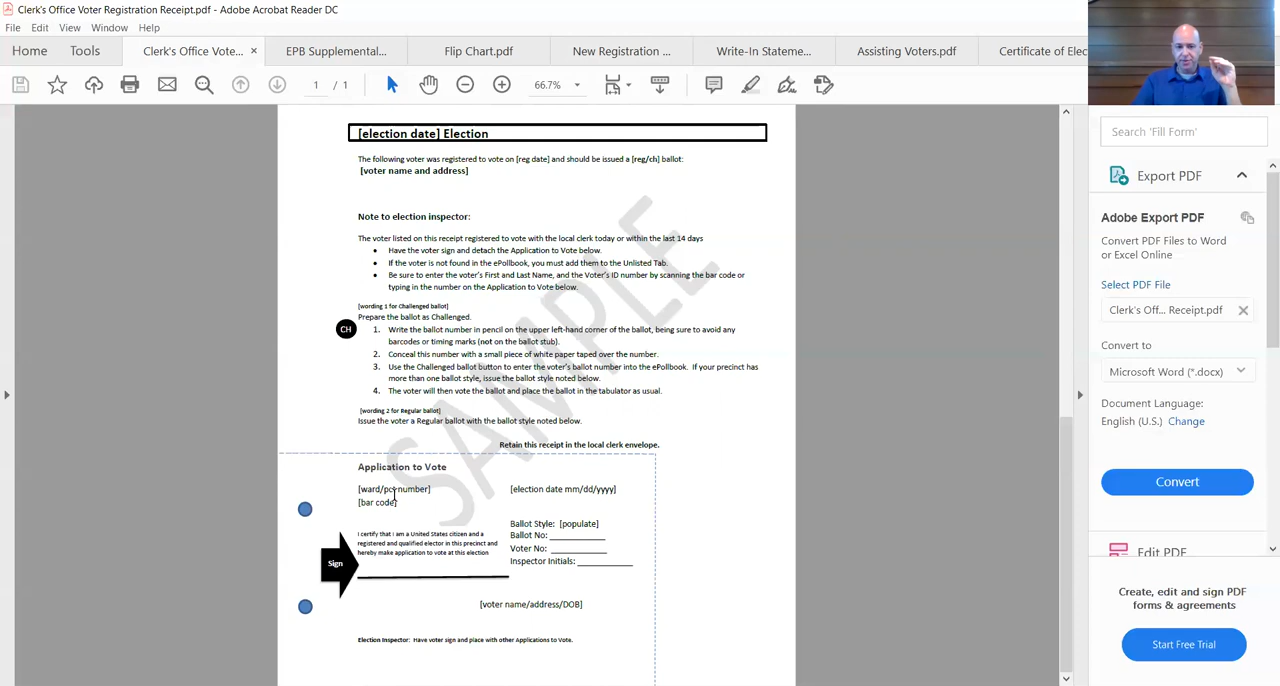 Clerk's Office Voter Registration Receipt.pdf - Adobe Acrobat Reader DC
File Edit View Window Help
Home Tools Clerk's Office Vote... × EPB Supplemental... Flip Chart.pdf New Registration ... Write-In Stateme... Assisting Voters.pdf Certificate of Elec
1 / 1 66.7%
[election date] Election
The following voter was registered to vote on [reg date] and should be issued a [reg/ch] ballot:
[voter name and address]
Note to election inspector:
The voter listed on this receipt registered to vote with the local clerk today or within the last 14 days
• Have the voter sign and detach the Application to Vote below.
• If the voter is not found in the ePollbook, you must add them to the Unlisted Tab.
• Be sure to enter the voter's First and Last Name, and the Voter's ID number by scanning the bar code or
typing in the number on the Application to Vote below.
[wording 1 for Challenged ballot]
Prepare the ballot as Challenged.
CH
1. Write the ballot number in pencil on the upper left-hand corner of the ballot, being sure to avoid any
barcodes or timing marks (not on the ballot stub).
2. Conceal this number with a small piece of white paper taped over the number.
3. Use the Challenged ballot button to enter the voter's ballot number into the ePollbook. If your precinct has
more than one ballot style, issue the ballot style noted below.
4. The voter will then vote the ballot and place the ballot in the tabulator as usual.
[wording 2 for Regular ballot]
Issue the voter a Regular ballot with the ballot style noted below.
Retain this receipt in the local clerk envelope.
SAMPLE
Application to Vote
[ward/pct number] [election date mm/dd/yyyy]
[bar code]
Ballot Style: [populate]
I certify that I am a United States citizen and a
registered and qualified elector in this precinct and
hereby make application to vote at this election
Ballot No: ____________
Voter No: ____________
Inspector Initials: ____________
Sign
[voter name/address/DOB]
Election Inspector: Have voter sign and place with other Applications to Vote.
Search 'Fill Form'
Export PDF
Adobe Export PDF
Convert PDF Files to Word
or Excel Online
Select PDF File
Clerk's Off... Receipt.pdf
Convert to
Microsoft Word (*.docx)
Document Language:
English (U.S.) Change
Convert
Edit PDF
Create, edit and sign PDF
forms & agreements
Start Free Trial